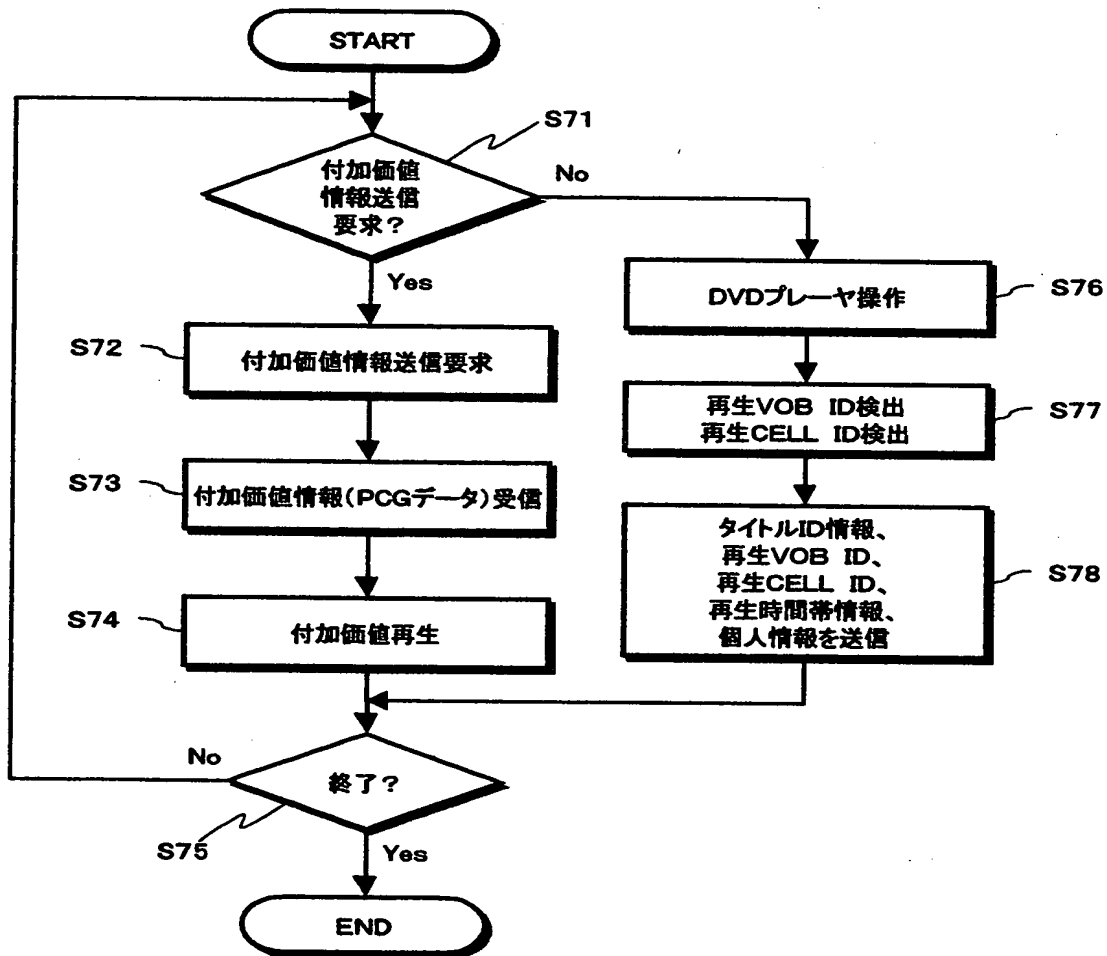 START
S71
付加価値
情報送信
要求?
No
Yes
S72
付加価値情報送信要求
S73
付加価値情報(PCGデータ)受信
S74
付加価値再生
DVDプレーヤ操作
S76
再生VOB ID検出
再生CELL ID検出
S77
タイトルID情報、
再生VOB ID、
再生CELL ID、
再生時間帯情報、
個人情報を送信
S78
No
終了?
S75
Yes
END